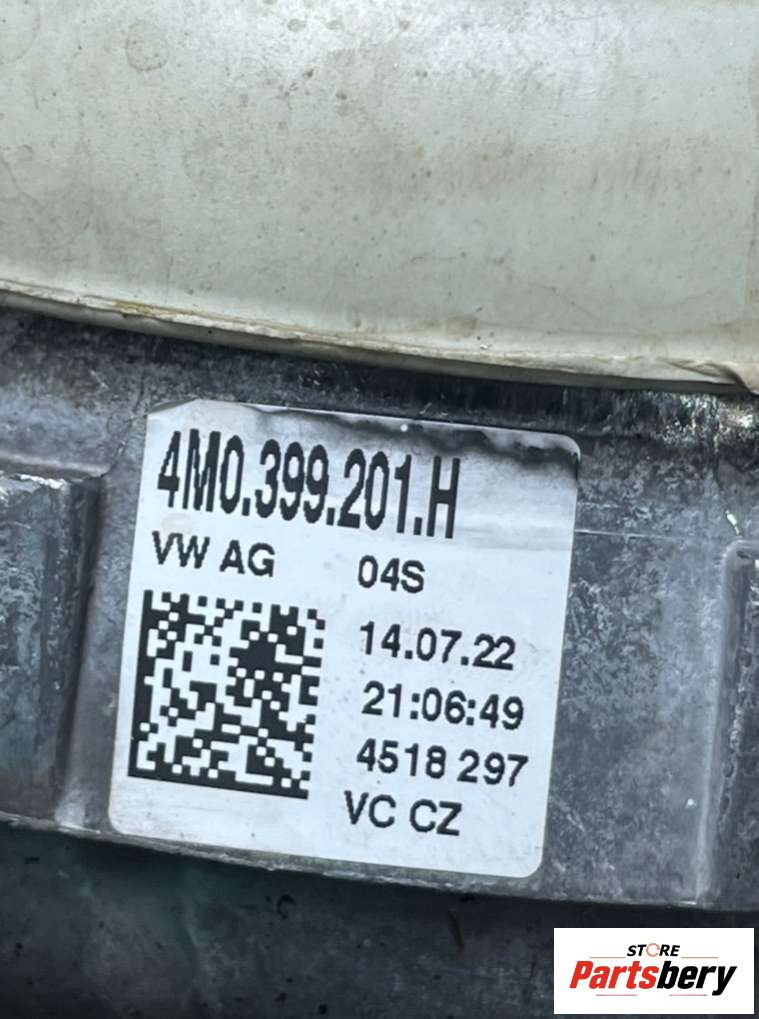 4M0.399.201.H
VW AG 04S
14.07.22
21:06:49
4518 297
VC CZ
STORE
Partsbery